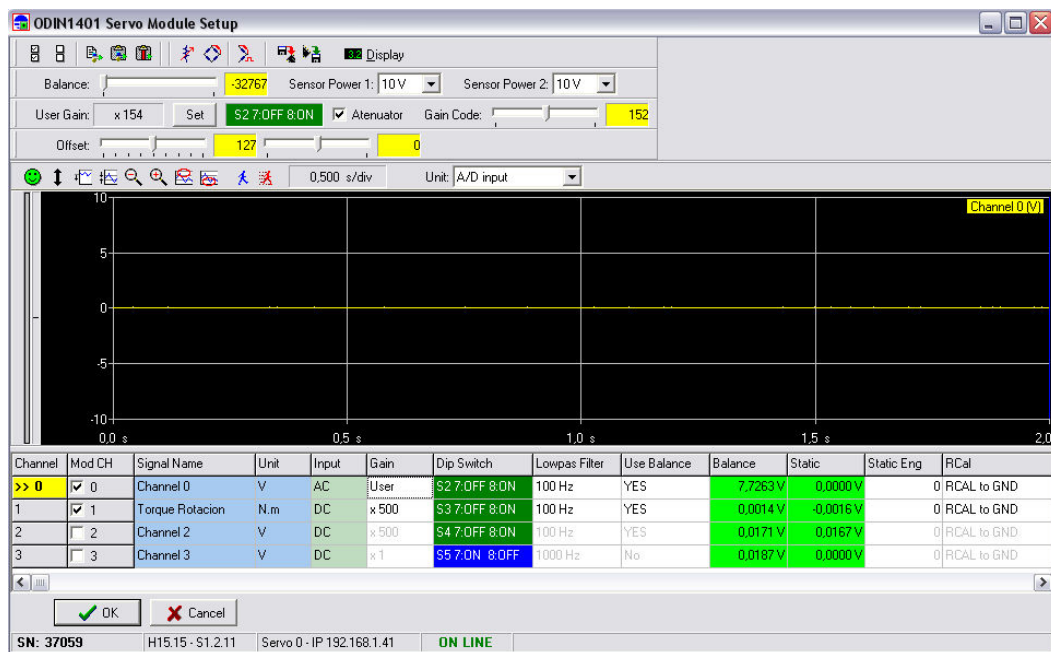 ODIN1401 Servo Module Setup
3.2 Display
Balance: -32767 Sensor Power 1: 10 V Sensor Power 2: 10 V
User Gain: x 154 Set S2 7:OFF 8:ON Atenuator Gain Code: 152
Offset: 127 0
0,500 s/div Unit: A/D input
Channel 0 (V)
10
5
0
-5
-10
0,0 s 0,5 s 1,0 s 1,5 s 2,0
Channel Mod CH Signal Name Unit Input Gain Dip Switch Lowpas Filter Use Balance Balance Static Static Eng RCal
>> 0 0 Channel 0 V AC User S2 7:OFF 8:ON 100 Hz YES 7,7263 V 0,0000 V 0 RCAL to GND
1 1 Torque Rotacion N.m DC x 500 S3 7:OFF 8:ON 100 Hz YES 0,0014 V -0,0016 V 0 RCAL to GND
2 2 Channel 2 V DC x 500 S4 7:OFF 8:ON 100 Hz YES 0,0171 V 0,0167 V 0 RCAL to GND
3 3 Channel 3 V DC x 1 S5 7:ON 8:OFF 1000 Hz No 0,0187 V 0,0000 V 0 RCAL to GND
OK Cancel
SN: 37059 H15.15 - S1.2.11 Servo 0 - IP 192.168.1.41 ON LINE